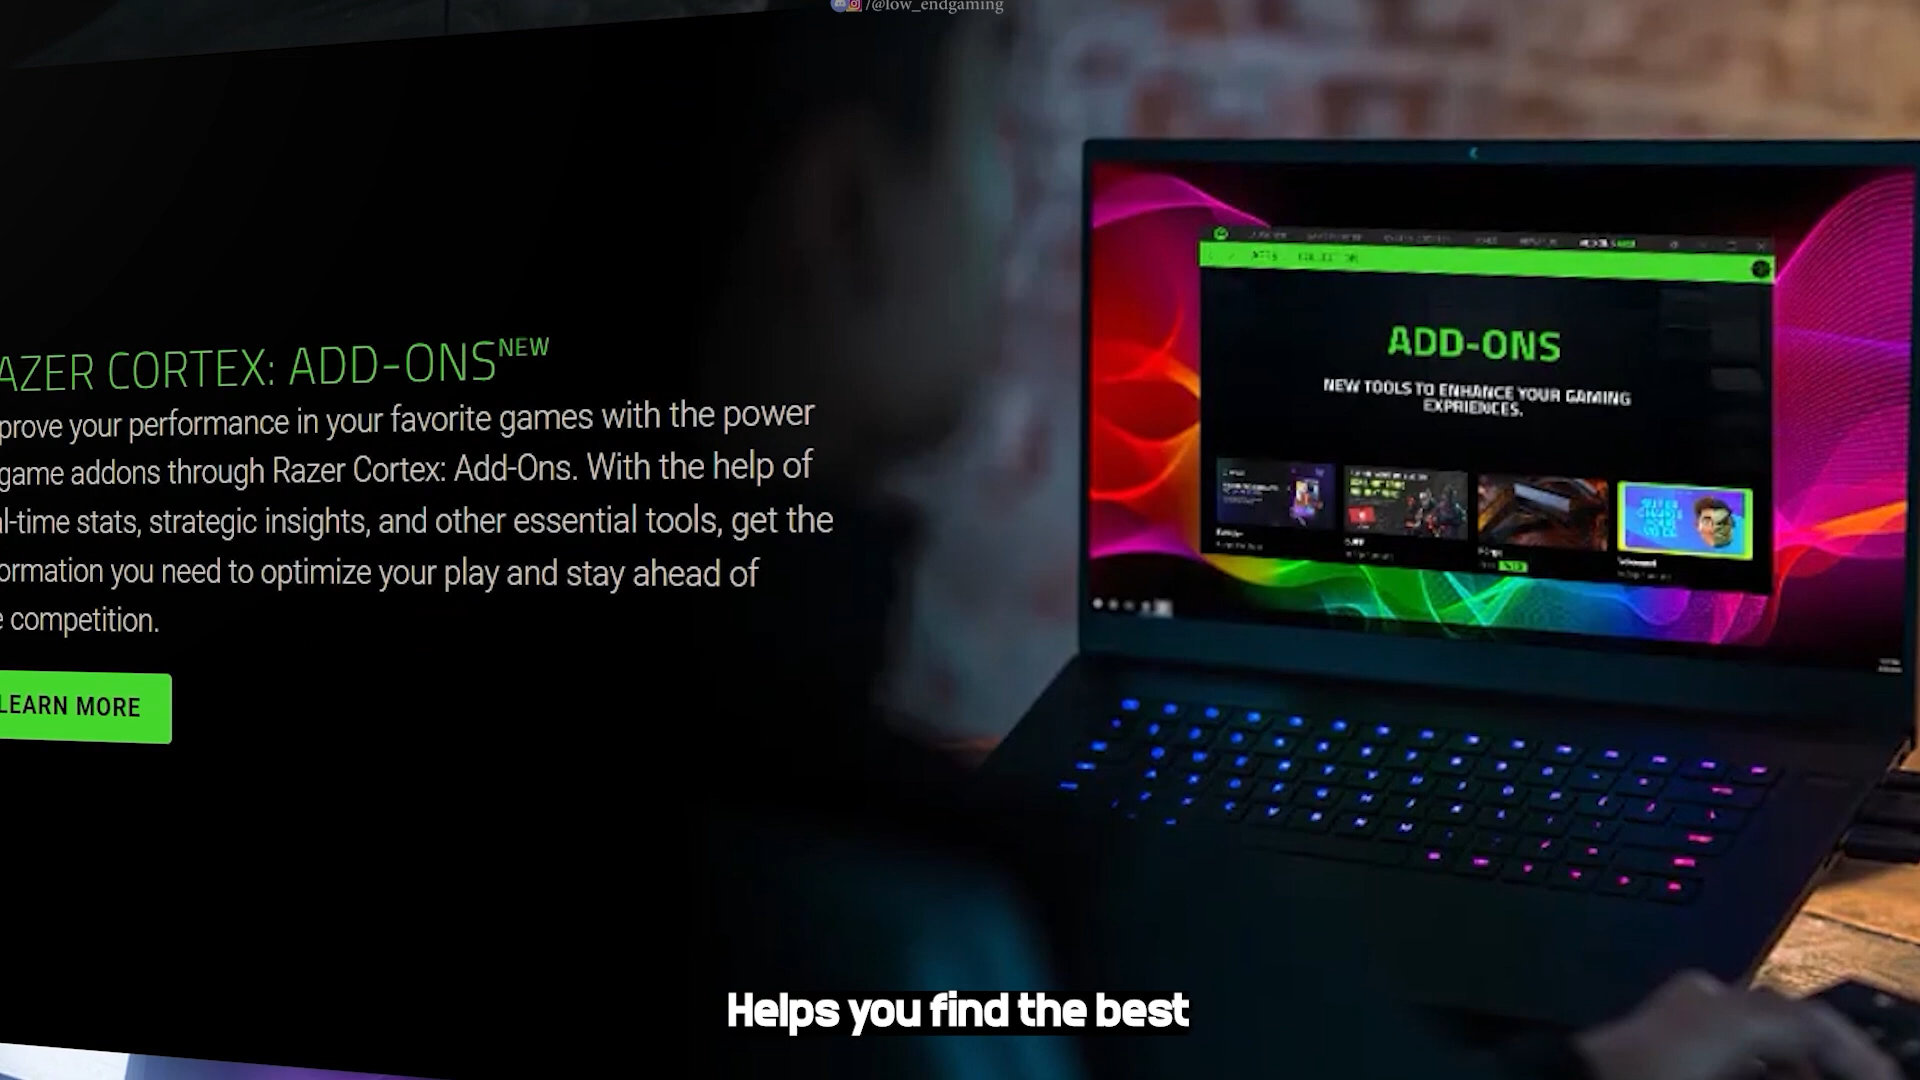 /@low_endgaming
AZER CORTEX: ADD-ONS NEW
prove your performance in your favorite games with the power
game addons through Razer Cortex: Add-Ons. With the help of
l-time stats, strategic insights, and other essential tools, get the
ormation you need to optimize your play and stay ahead of
e competition.
LEARN MORE
ADD-ONS
NEW TOOLS TO ENHANCE YOUR GAMING
EXPRIENCES.
Helps you find the best